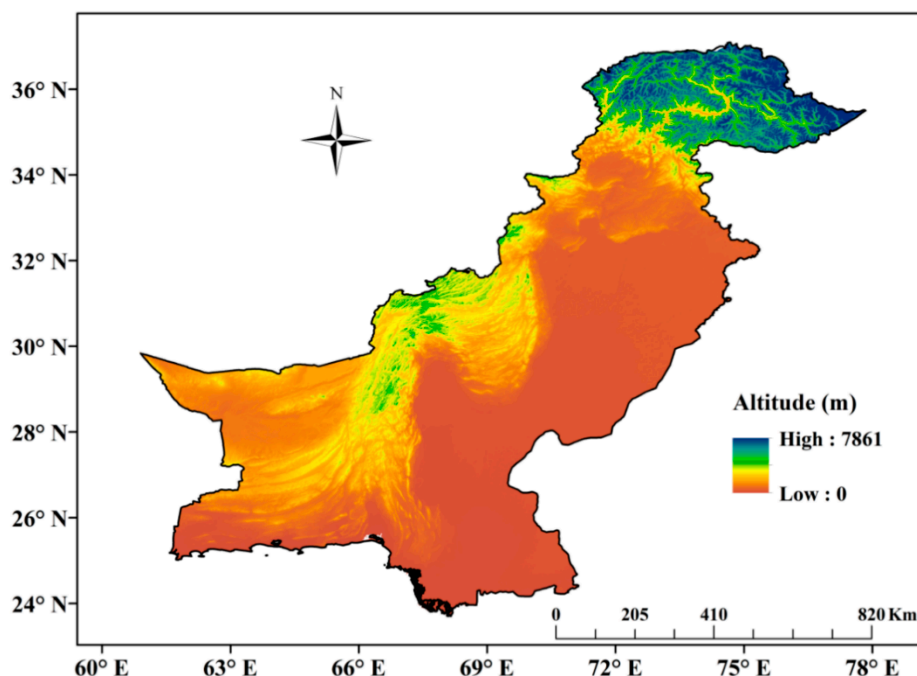 N
36° N
34° N
32° N
30° N
28° N
26° N
24° N
Altitude (m)
High : 7861
Low : 0
0 205 410 820 Km
60° E 63° E 66° E 69° E 72° E 75° E 78° E